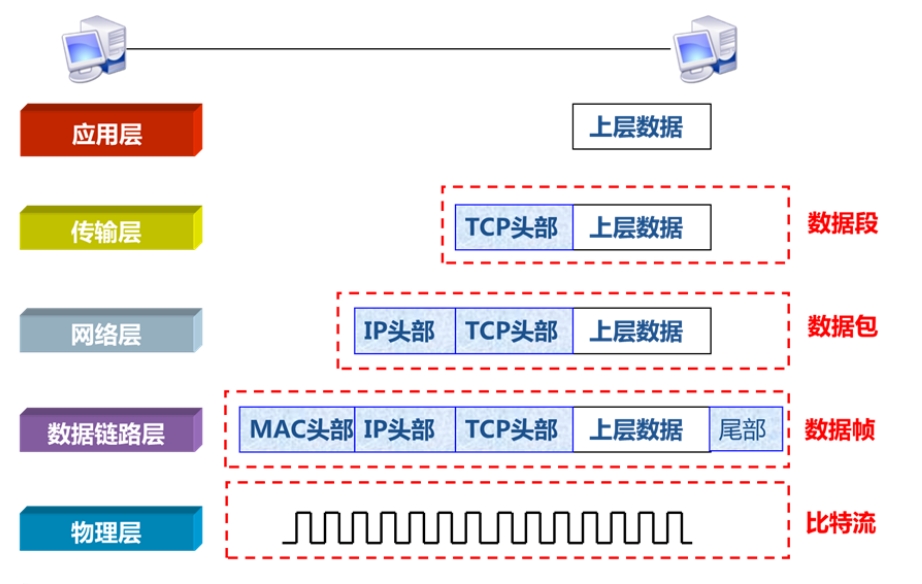 应用层
上层数据
传输层
TCP头部 上层数据
数据段
网络层
IP头部 TCP头部 上层数据
数据包
数据链路层
MAC头部 IP头部 TCP头部 上层数据 尾部
数据帧
物理层
比特流